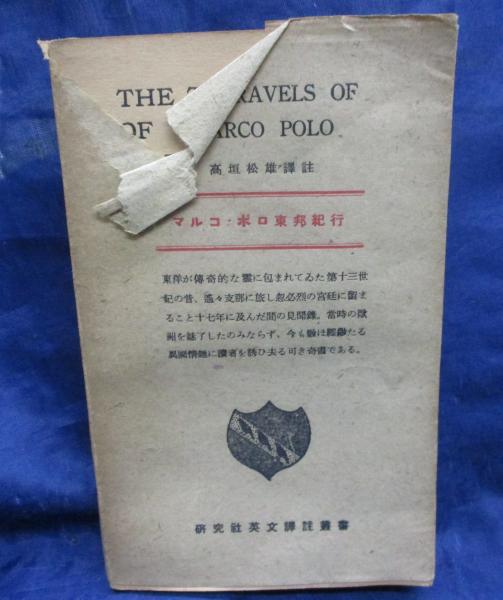 THE TRAVELS OF
OF MARCO POLO
高垣松雄譯註
マルコ・ポロ東邦紀行
東洋が傳奇的な雲に包まれてゐた第十三世
紀の昔、遙々支那に旅し忽必烈の宮廷に留ま
ること十七年に及んだ間の見聞錄。當時の歐
洲を魅了したのみならず、今も猶ほ たる
異國情趣に讀者を誘ひ去る可き奇書である。
硏究社英文譯註叢書